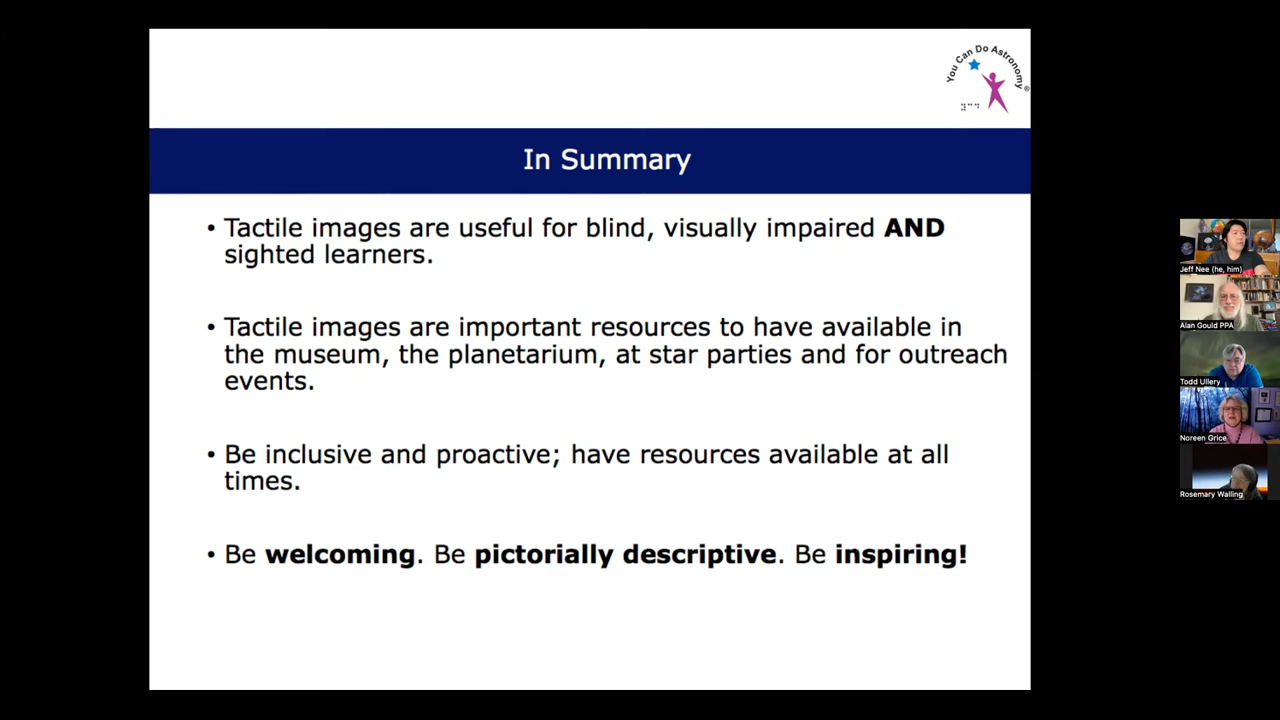 You Can Do Astronomy
®
In Summary
• Tactile images are useful for blind, visually impaired AND
sighted learners.
• Tactile images are important resources to have available in
the museum, the planetarium, at star parties and for outreach
events.
• Be inclusive and proactive; have resources available at all
times.
• Be welcoming. Be pictorially descriptive. Be inspiring!
Jeff Nee (he, him)
Alan Gould PPA
Todd Ullery
Noreen Grice
Rosemary Walling